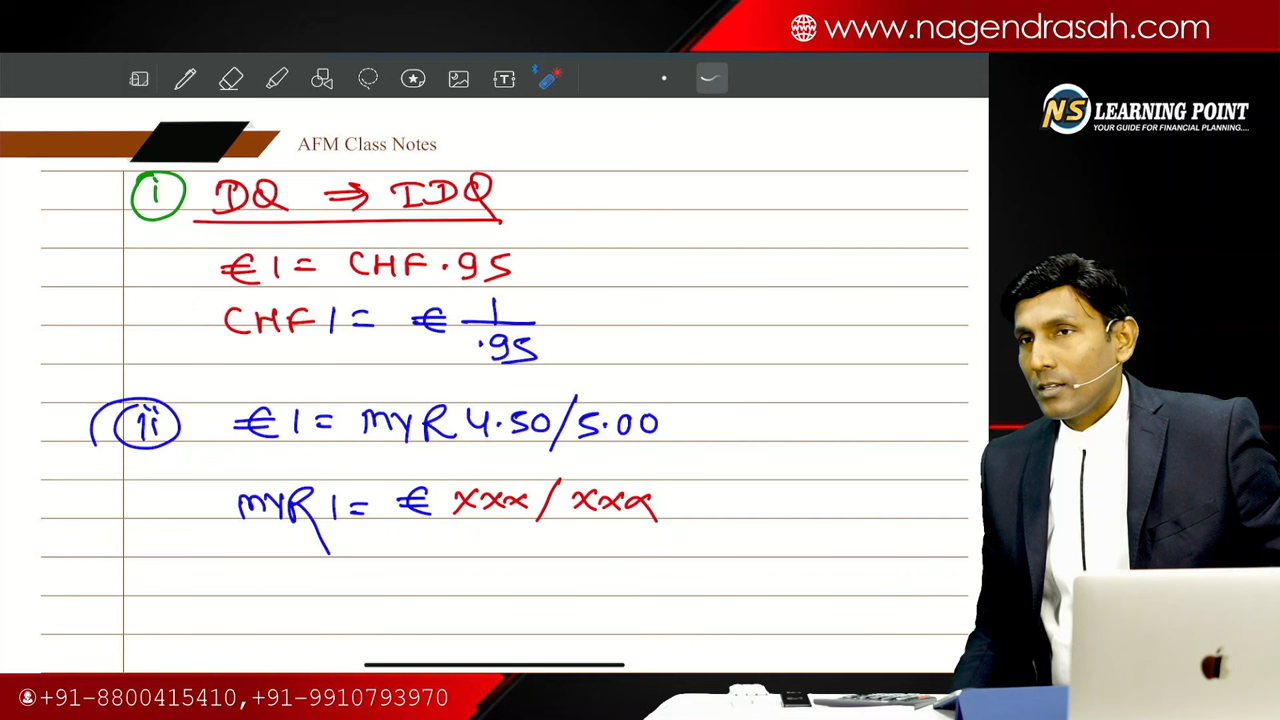 www.nagendrasah.com
NS LEARNING POINT
YOUR GUIDE FOR FINANCIAL PLANNING....
T
AFM Class Notes
i DQ ⇒ IDQ
€1 = CHF .95
CHF 1 = € 1/.95
ii €1 = MYR 4.50/5.00
MYR 1 = € xxx / xxx
+91-8800415410,+91-9910793970